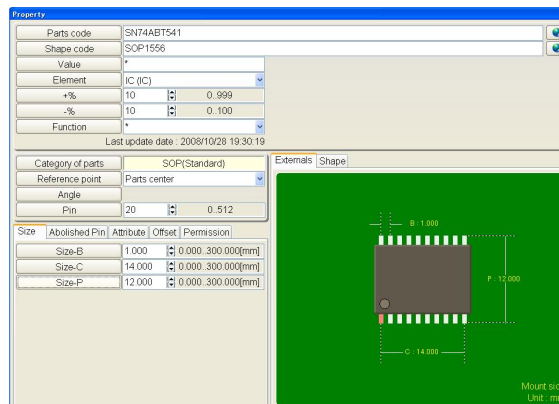 Property
Parts code SN74ABT541
Shape code SOP1556
Value *
Element IC (IC)
+% 10 0..999
-% 10 0..100
Function *
Last update date : 2008/10/28 19:30:19
Category of parts SOP(Standard)
Reference point Parts center
Angle
Pin 20 0..512
Size Abolished Pin Attribute Offset Permission
Size-B 1.000 0.000..300.000[mm]
Size-C 14.000 0.000..300.000[mm]
Size-P 12.000 0.000..300.000[mm]
Externals Shape
B : 1.000
P : 12.000
C : 14.000
Mount
Unit :